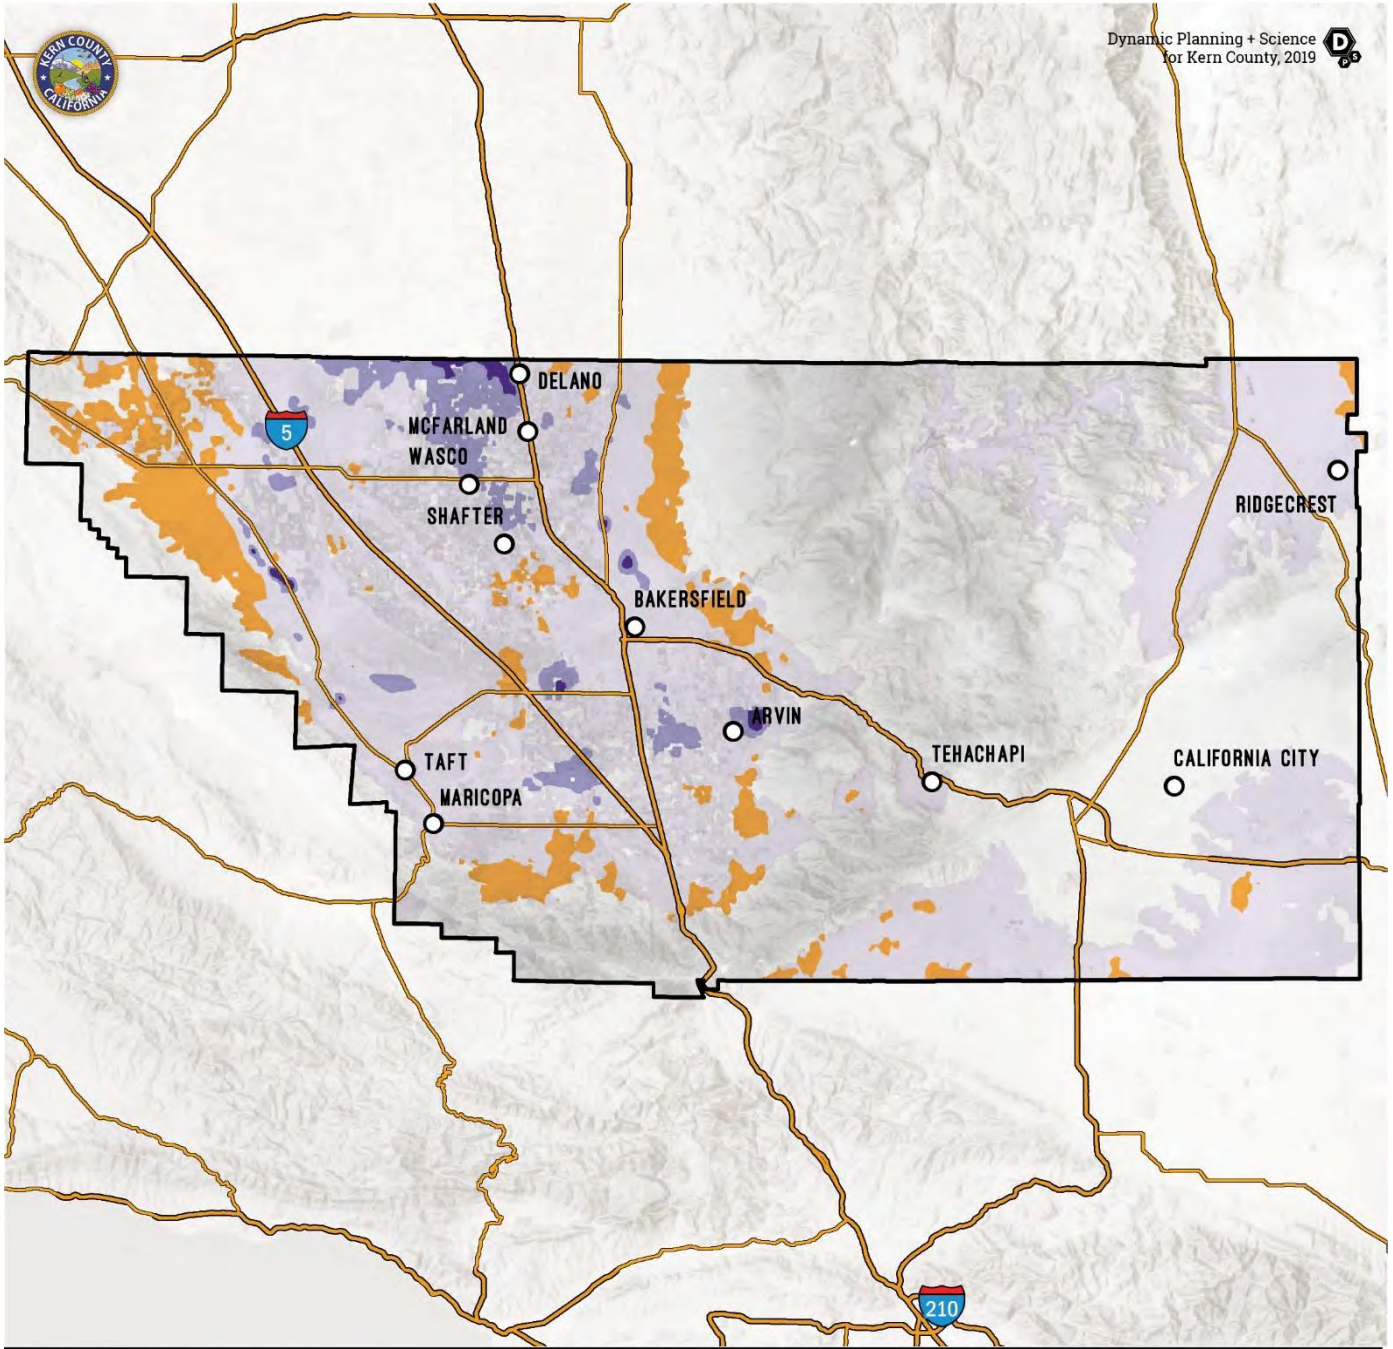 KERN COUNTY
CALIFORNIA
Dynamic Planning + Science
for Kern County, 2019
D
P
S
DELANO
5
MCFARLAND
WASCO
RIDGECREST
SHAFTER
BAKERSFIELD
ARVIN
TAFT
TEHACHAPI
CALIFORNIA CITY
MARICOPA
210